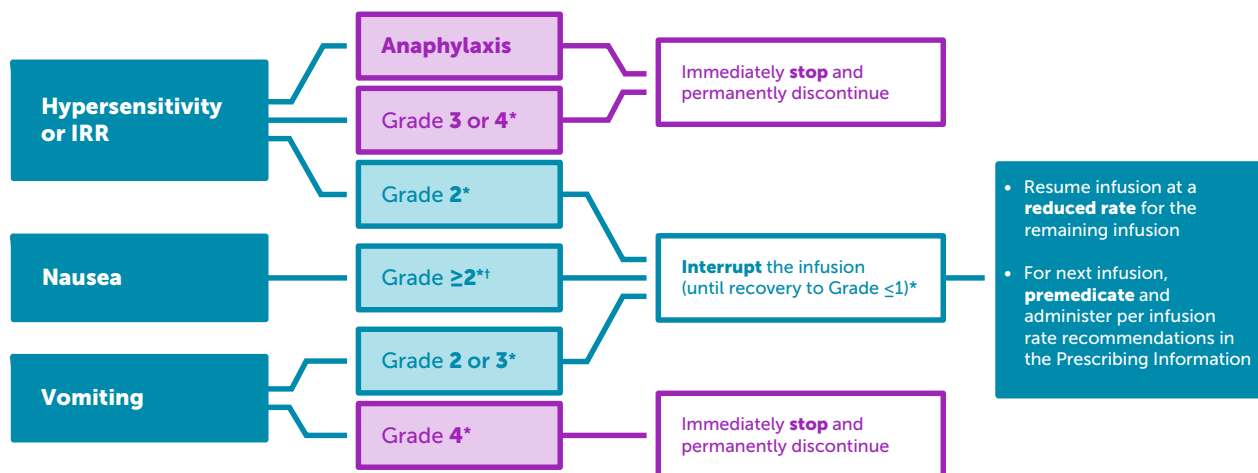 Hypersensitivity
or IRR
Anaphylaxis
Grade 3 or 4*
Grade 2*
Immediately stop and
permanently discontinue
Nausea
Grade ≥2*†
Vomiting
Grade 2 or 3*
Grade 4*
Interrupt the infusion
(until recovery to Grade ≤1)*
Immediately stop and
permanently discontinue
• Resume infusion at a
reduced rate for the
remaining infusion
• For next infusion,
premedicate and
administer per infusion
rate recommendations in
the Prescribing Information